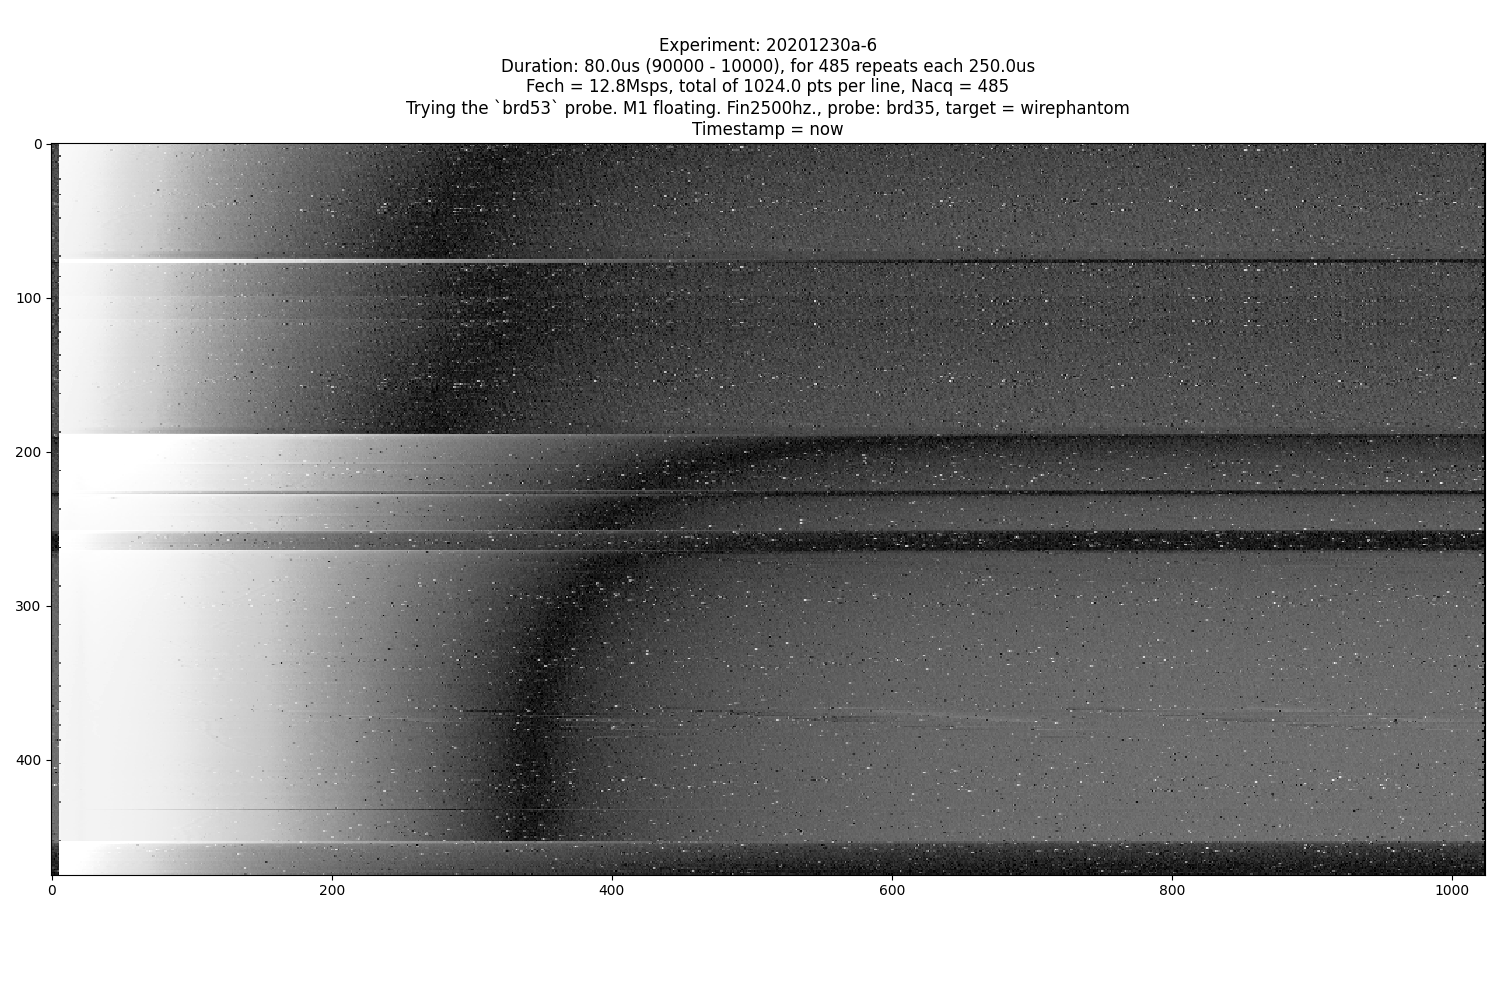 Experiment: 20201230a-6
Duration: 80.0us (90000 - 10000), for 485 repeats each 250.0us
Fech = 12.8Msps, total of 1024.0 pts per line, Nacq = 485
Trying the `brd53` probe. M1 floating. Fin2500hz., probe: brd35, target = wirephantom
Timestamp = now
0
100
200
300
400
0 200 400 600 800 1000